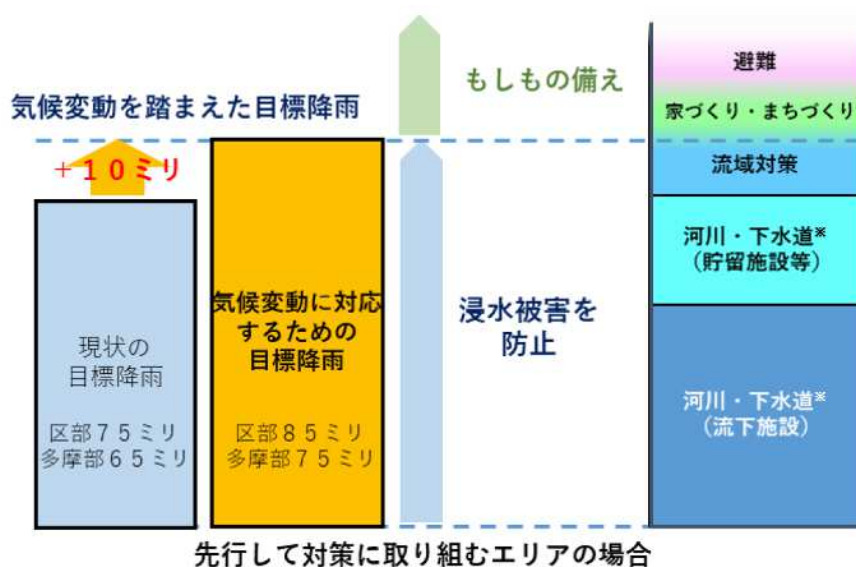 気候変動を踏まえた目標降雨
＋１０ミリ
現状の
目標降雨
区部７５ミリ
多摩部６５ミリ
気候変動に対応
するための
目標降雨
区部８５ミリ
多摩部７５ミリ
もしもの備え
浸水被害を
防止
避難
家づくり・まちづくり
流域対策
河川・下水道※
（貯留施設等）
河川・下水道※
（流下施設）
先行して対策に取り組むエリアの場合